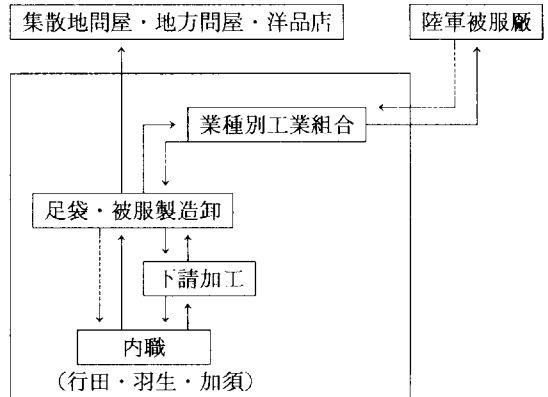 集散地問屋・地方問屋・洋品店
陸軍被服廠
業種別工業組合
足袋・被服製造卸
下請加工
内職
(行田・羽生・加須)